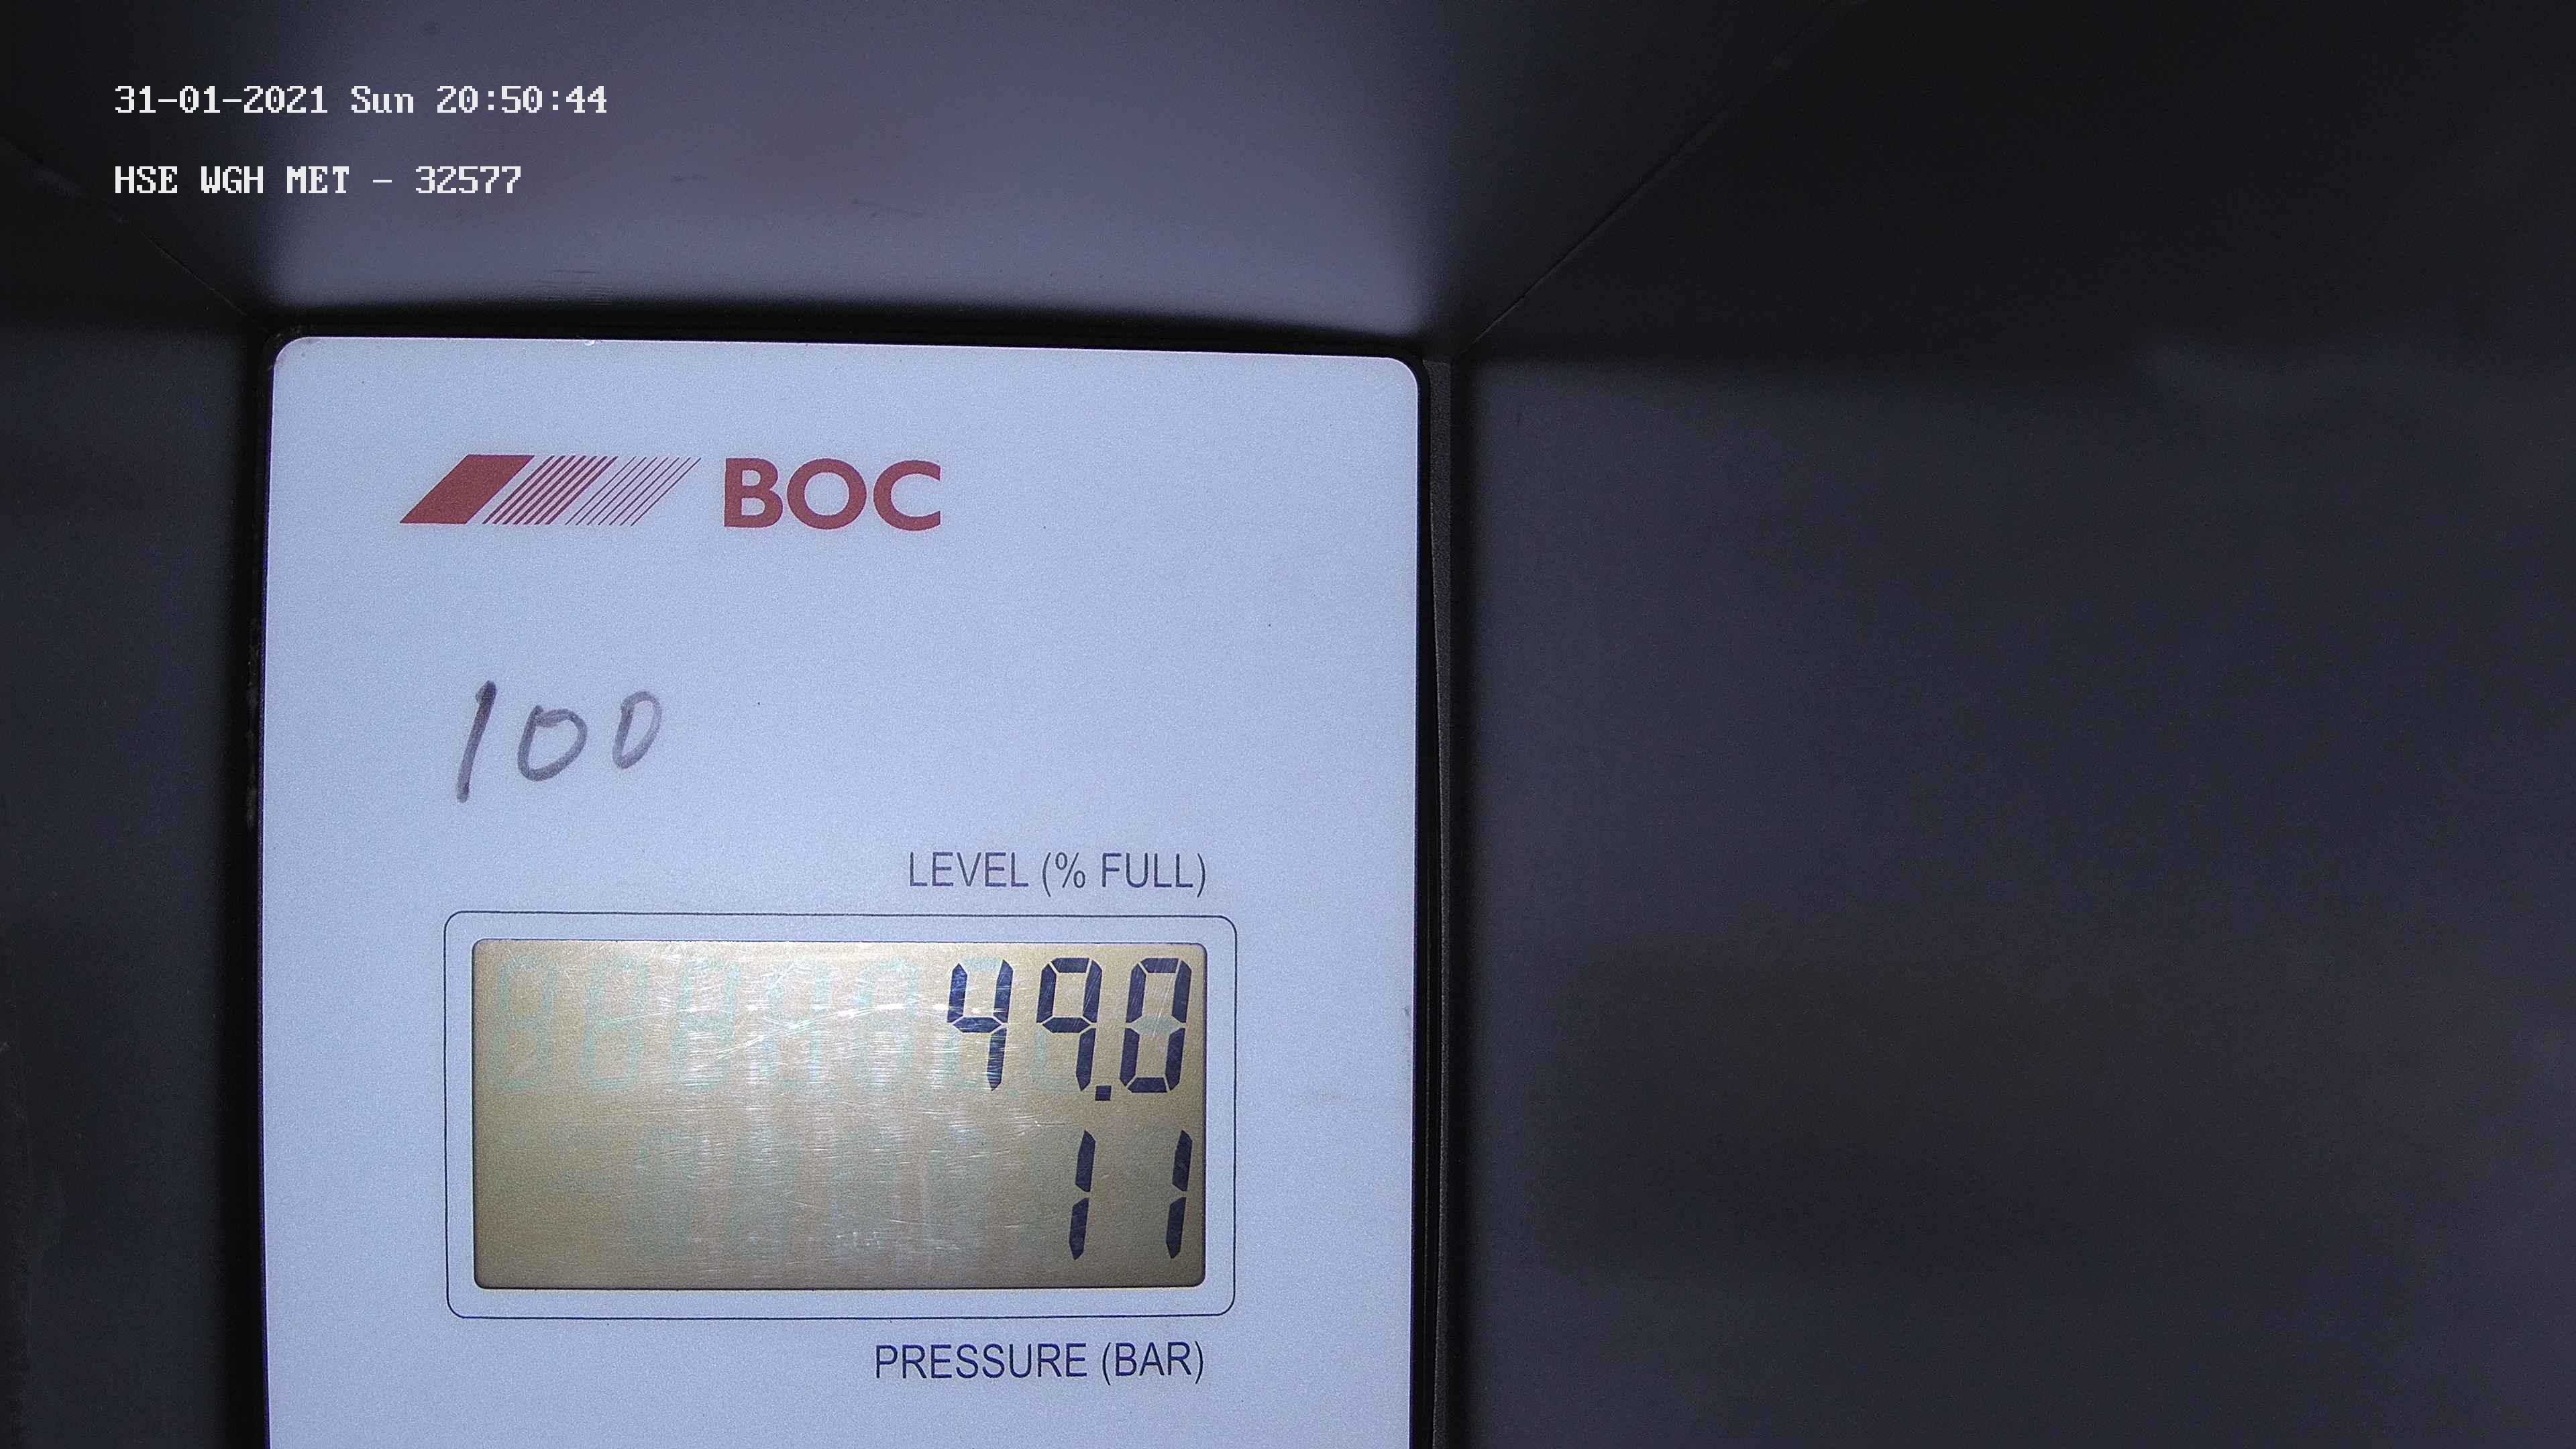 31-01-2021 Sun 20:50:44
HSE WGH MET - 32577
BOC
100
LEVEL (% FULL)
49.0
11
PRESSURE (BAR)